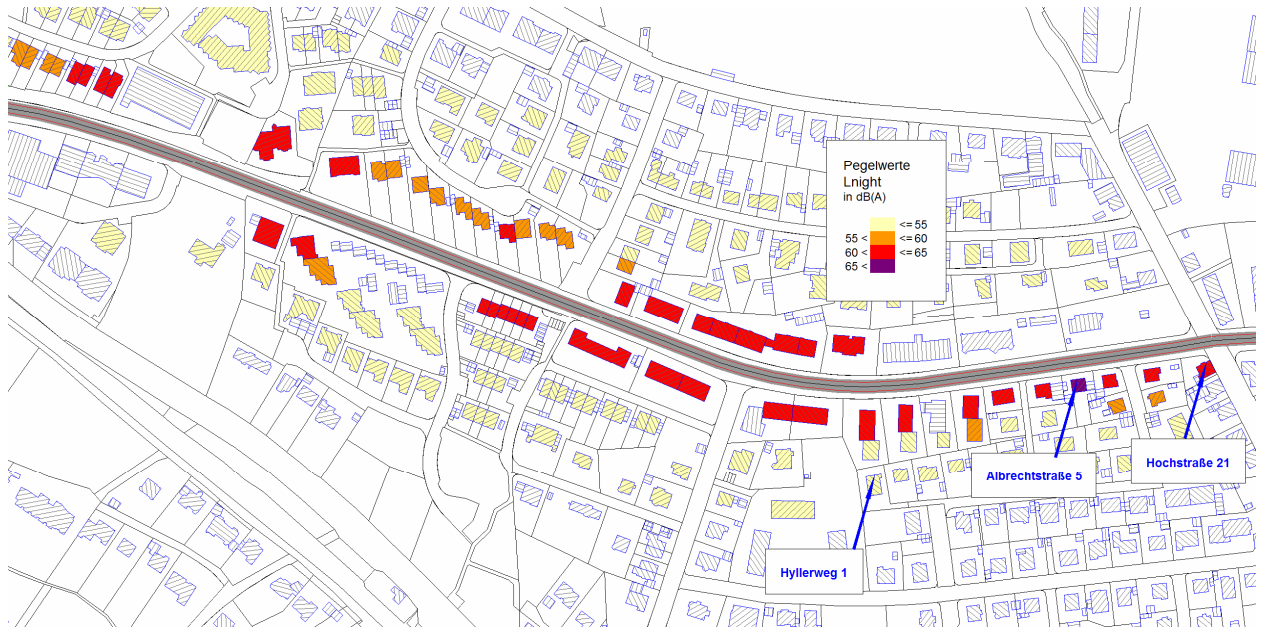 Pegelwerte
Lnight
in dB(A)
<= 55
55 < <= 60
60 < <= 65
65 <
Albrechtstraße 5
Hochstraße 21
Hyllerweg 1